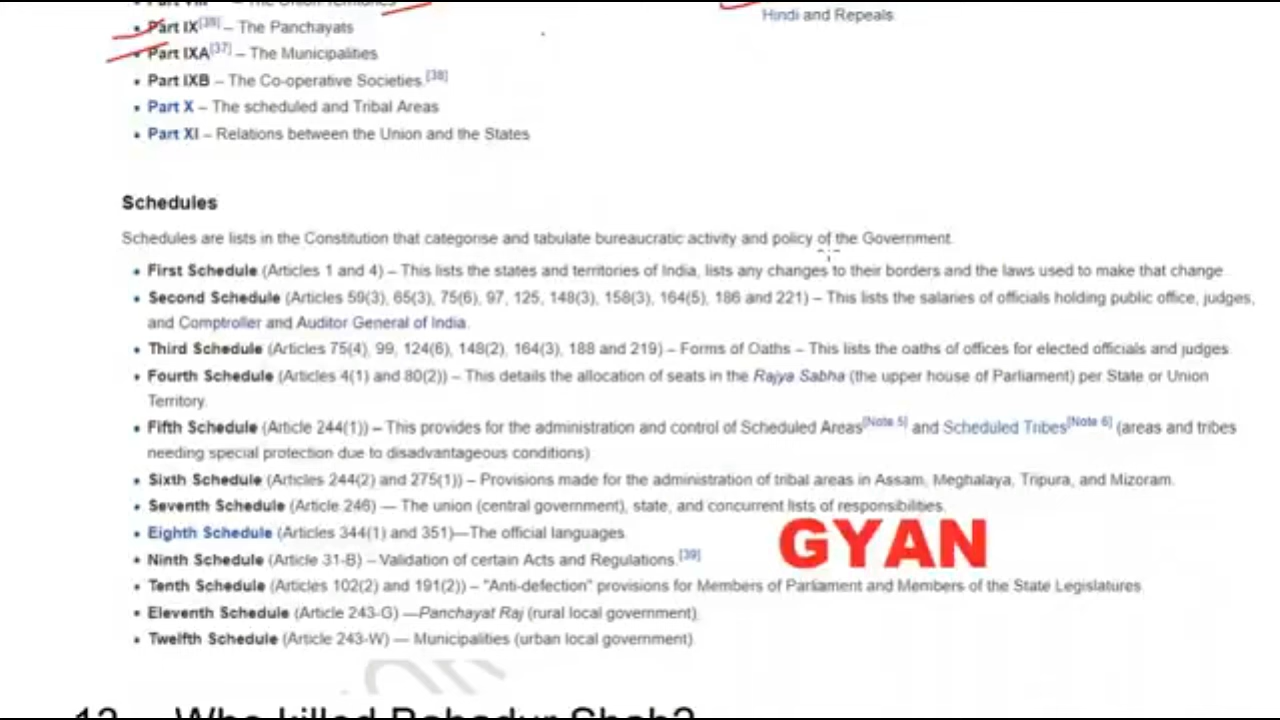 Part VIII – The Union Territories
Hindi and Repeals
• Part IX[36] – The Panchayats
• Part IXA[37] – The Municipalities
• Part IXB – The Co-operative Societies.[38]
• Part X – The scheduled and Tribal Areas
• Part XI – Relations between the Union and the States
Schedules
Schedules are lists in the Constitution that categorise and tabulate bureaucratic activity and policy of the Government.
• First Schedule (Articles 1 and 4) – This lists the states and territories of India, lists any changes to their borders and the laws used to make that change.
• Second Schedule (Articles 59(3), 65(3), 75(6), 97, 125, 148(3), 158(3), 164(5), 186 and 221) – This lists the salaries of officials holding public office, judges,
and Comptroller and Auditor General of India.
• Third Schedule (Articles 75(4), 99, 124(6), 148(2), 164(3), 188 and 219) – Forms of Oaths – This lists the oaths of offices for elected officials and judges.
• Fourth Schedule (Articles 4(1) and 80(2)) – This details the allocation of seats in the Rajya Sabha (the upper house of Parliament) per State or Union
Territory.
• Fifth Schedule (Article 244(1)) – This provides for the administration and control of Scheduled Areas[Note 5] and Scheduled Tribes[Note 6] (areas and tribes
needing special protection due to disadvantageous conditions)
• Sixth Schedule (Articles 244(2) and 275(1)) – Provisions made for the administration of tribal areas in Assam, Meghalaya, Tripura, and Mizoram.
• Seventh Schedule (Article 246) — The union (central government), state, and concurrent lists of responsibilities.
• Eighth Schedule (Articles 344(1) and 351)—The official languages.
GYAN
• Ninth Schedule (Article 31-B) – Validation of certain Acts and Regulations.[39]
• Tenth Schedule (Articles 102(2) and 191(2)) – "Anti-defection" provisions for Members of Parliament and Members of the State Legislatures.
• Eleventh Schedule (Article 243-G) —Panchayat Raj (rural local government)
• Twelfth Schedule (Article 243-W) — Municipalities (urban local government)
Who killed Bahadur Shah?